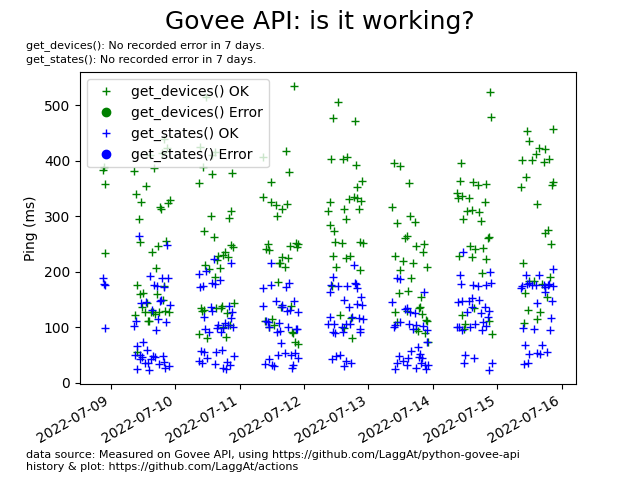 Govee API: is it working?
get_devices(): No recorded error in 7 days.
get_states(): No recorded error in 7 days.
get_devices() OK
get_devices() Error
get_states() OK
get_states() Error
Ping (ms)
500
400
300
200
100
0
2022-07-09
2022-07-10
2022-07-11
2022-07-12
2022-07-13
2022-07-14
2022-07-15
2022-07-16
data source: Measured on Govee API, using https://github.com/LaggAt/python-govee-api
history & plot: https://github.com/LaggAt/actions